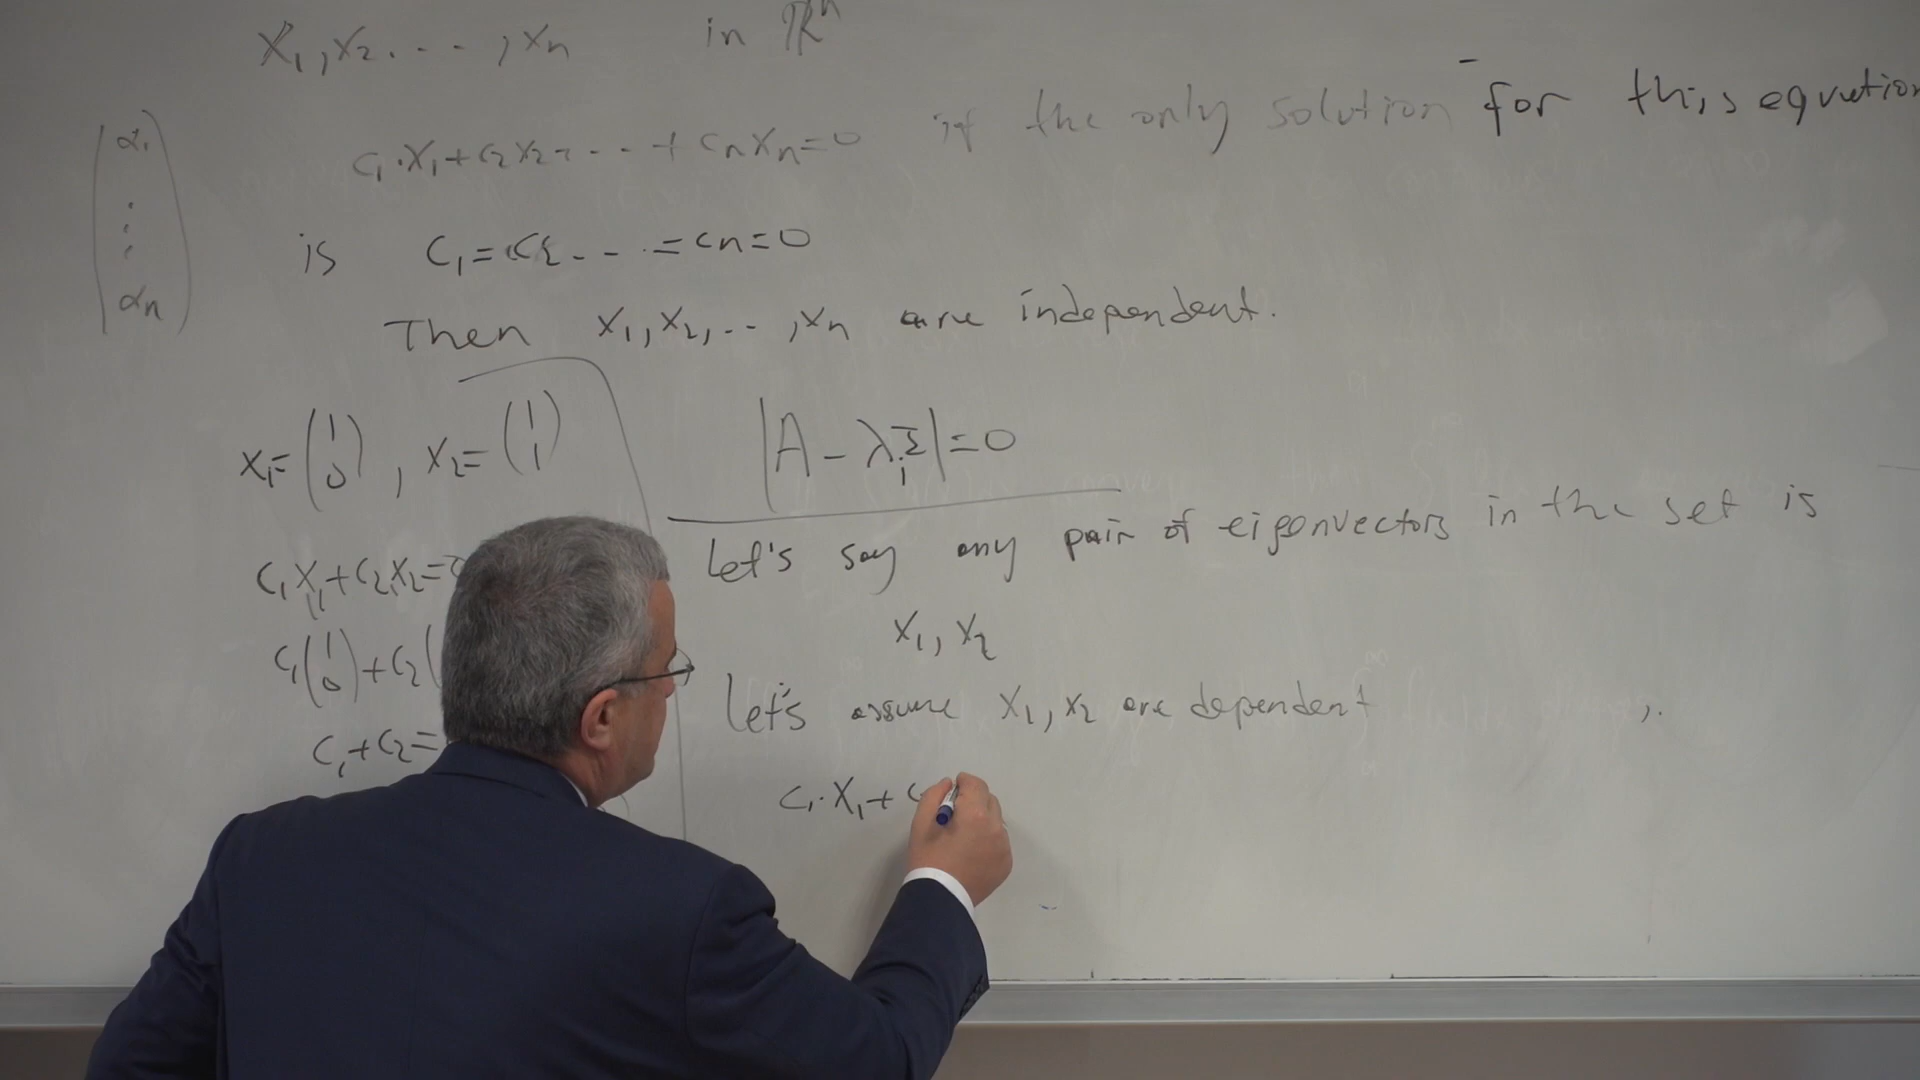 x₁, x₂ . - - , xn in ℝⁿ
c₁·x₁ + c₂x₂ + - - - + cnxn = 0 if the only solution for this equation
α₁
⋮
αn
is c₁ = c₂ - - . = cn = 0
Then x₁, x₂, -- , xn are independent.
x₁ = (1 0), x₂ = (1 1)
c₁x₁ + c₂x₂ =
c₁(1 0) + c₂(
c₁ + c₂ =
|A - λI| = 0
Let's say any pair of eigenvectors in the set is
x₁, x₂
Let's assume x₁, x₂ are dependent
c₁·x₁ + c